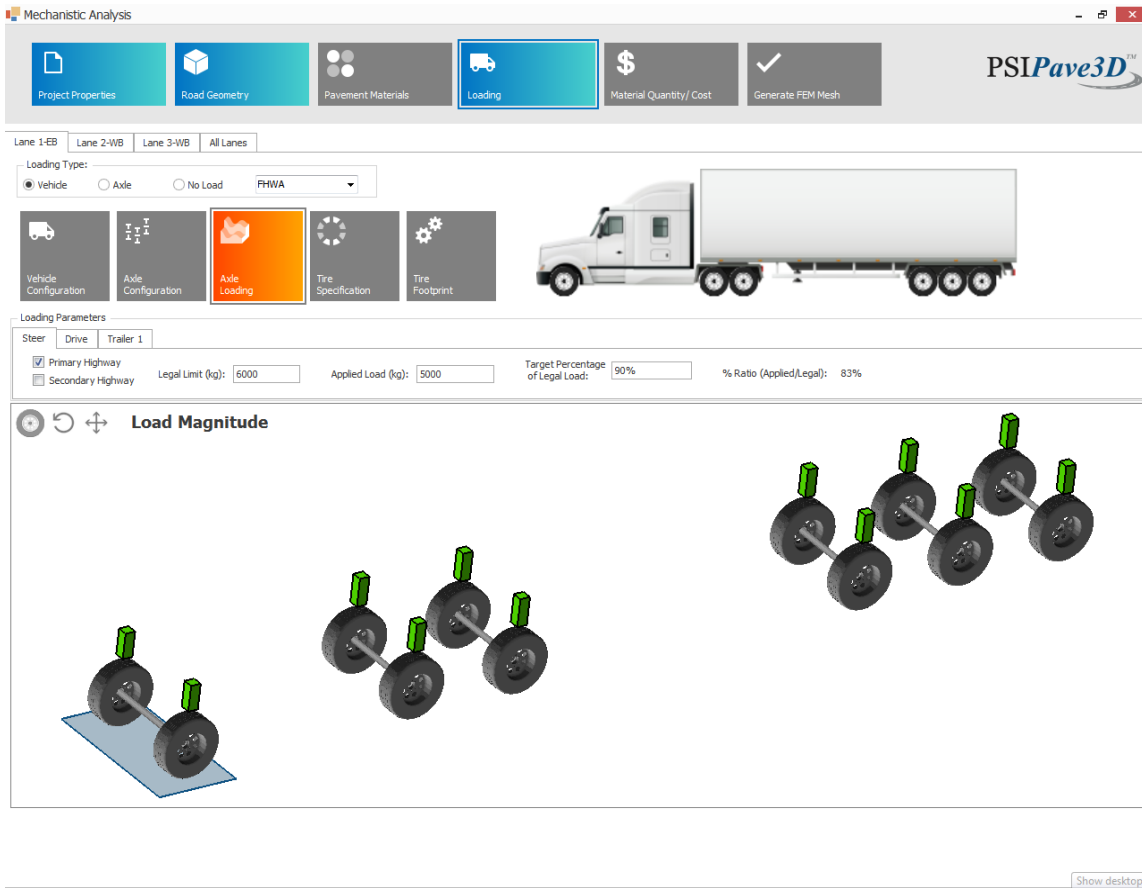 Mechanistic Analysis
Project Properties
Road Geometry
Pavement Materials
Loading
$
Material Quantity/ Cost
Generate FEM Mesh
PSIPave3D™
Lane 1-EB
Lane 2-WB
Lane 3-WB
All Lanes
Loading Type:
Vehicle
Axle
No Load
FHWA
Vehicle
Configuration
Axle
Configuration
Axle
Loading
Tire
Specification
Tire
Footprint
Loading Parameters
Steer
Drive
Trailer 1
Primary Highway
Secondary Highway
Legal Limit (kg):
6000
Applied Load (kg):
5000
Target Percentage
of Legal Load:
90%
% Ratio (Applied/Legal):
83%
Load Magnitude
Show desktop